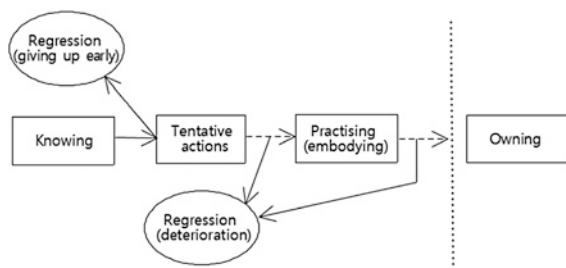 Regression
(giving up early)
Knowing
Tentative
actions
Practising
(embodying)
Owning
Regression
(deterioration)